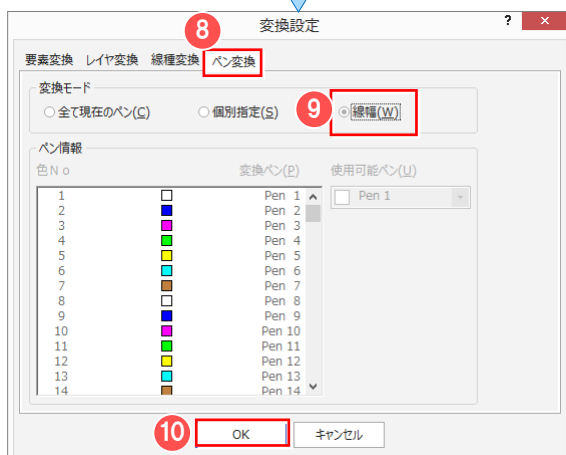 8
変換設定 ? ×
要素変換 レイヤ変換 線種変換 ペン変換
変換モード
全て現在のペン(C) 個別指定(S) 9 線幅(W)
ペン情報
色No 変換ペン(P) 使用可能ペン(U)
1 Pen 1 Pen 1
2 Pen 2
3 Pen 3
4 Pen 4
5 Pen 5
6 Pen 6
7 Pen 7
8 Pen 8
9 Pen 9
10 Pen 10
11 Pen 11
12 Pen 12
13 Pen 13
14 Pen 14
10 OK キャンセル